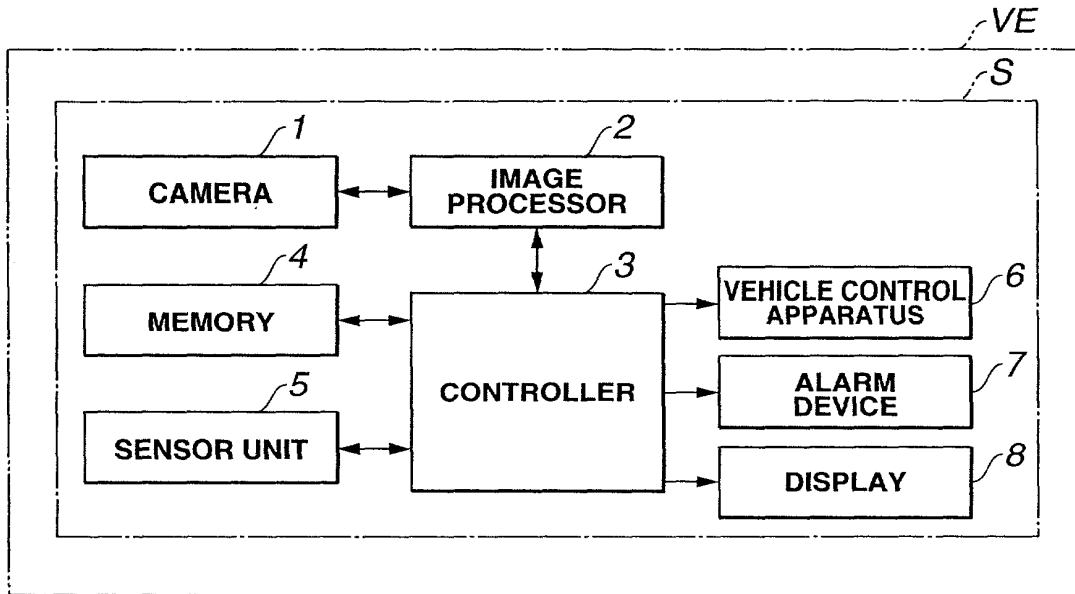 VE
S
1
2
CAMERA
IMAGE
PROCESSOR
4
3
6
MEMORY
VEHICLE CONTROL
APPARATUS
5
CONTROLLER
7
ALARM
DEVICE
SENSOR UNIT
8
DISPLAY